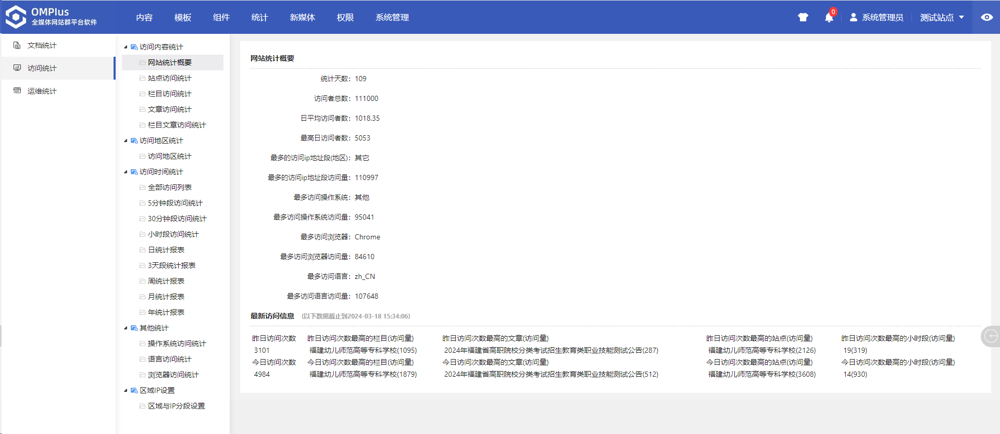 OMPlus
全媒体网站群平台软件
内容
模板
组件
统计
新媒体
权限
系统管理
0
系统管理员
测试站点
文档统计
访问统计
运维统计
访问内容统计
网站统计概要
站点访问统计
栏目访问统计
文章访问统计
栏目文章访问统计
访问地区统计
访问地区统计
访问时间统计
全部访问列表
5分钟段访问统计
30分钟段访问统计
小时段访问统计
日统计报表
3天段统计报表
周统计报表
月统计报表
年统计报表
其他统计
操作系统访问统计
语言访问统计
浏览器访问统计
区域IP设置
区域与IP分段设置
网站统计概要
统计天数：109
访问者总数：111000
日平均访问者数：1018.35
最高日访问者数：5053
最多的访问ip地址段(地区)：其它
最多的访问ip地址段访问量：110997
最多访问操作系统：其他
最多访问操作系统访问量：95041
最多访问浏览器：Chrome
最多访问浏览器访问量：84610
最多访问语言：zh_CN
最多访问语言访问量：107648
最新访问信息 (以下数据截止到2024-03-18 15:34:06)
昨日访问次数 昨日访问次数最高的栏目(访问量) 昨日访问次数最高的文章(访问量) 昨日访问次数最高的站点(访问量) 昨日访问次数最高的小时段(访问量)
3101 福建幼儿师范高等专科学校(1095) 2024年福建省高职院校分类考试招生教育类职业技能测试公告(287) 福建幼儿师范高等专科学校(2126) 19(319)
今日访问次数 今日访问次数最高的栏目(访问量) 今日访问次数最高的文章(访问量) 今日访问次数最高的站点(访问量) 今日访问次数最高的小时段(访问量)
4984 福建幼儿师范高等专科学校(1879) 2024年福建省高职院校分类考试招生教育类职业技能测试公告(512) 福建幼儿师范高等专科学校(3608) 14(930)